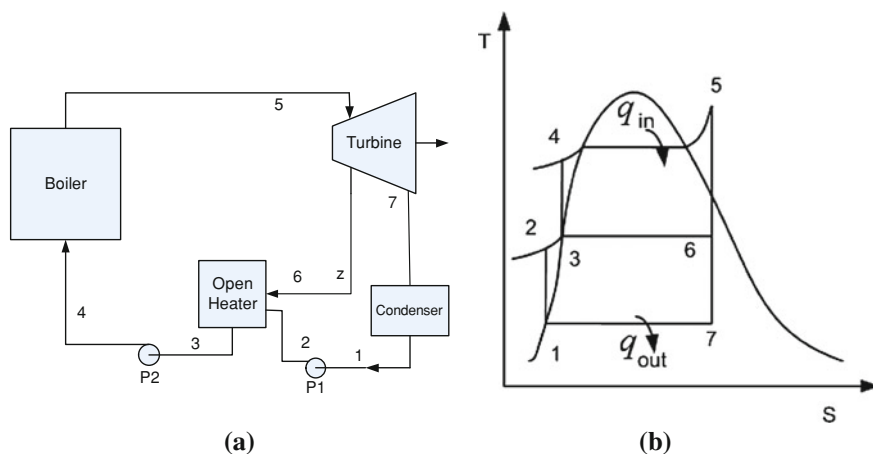 5
Turbine
Boiler
7
6
z
Open
Heater
Condenser
4
3
2
1
P2
P1
(a)
T
5
q in
4
2
3
6
1
q out
7
S
(b)